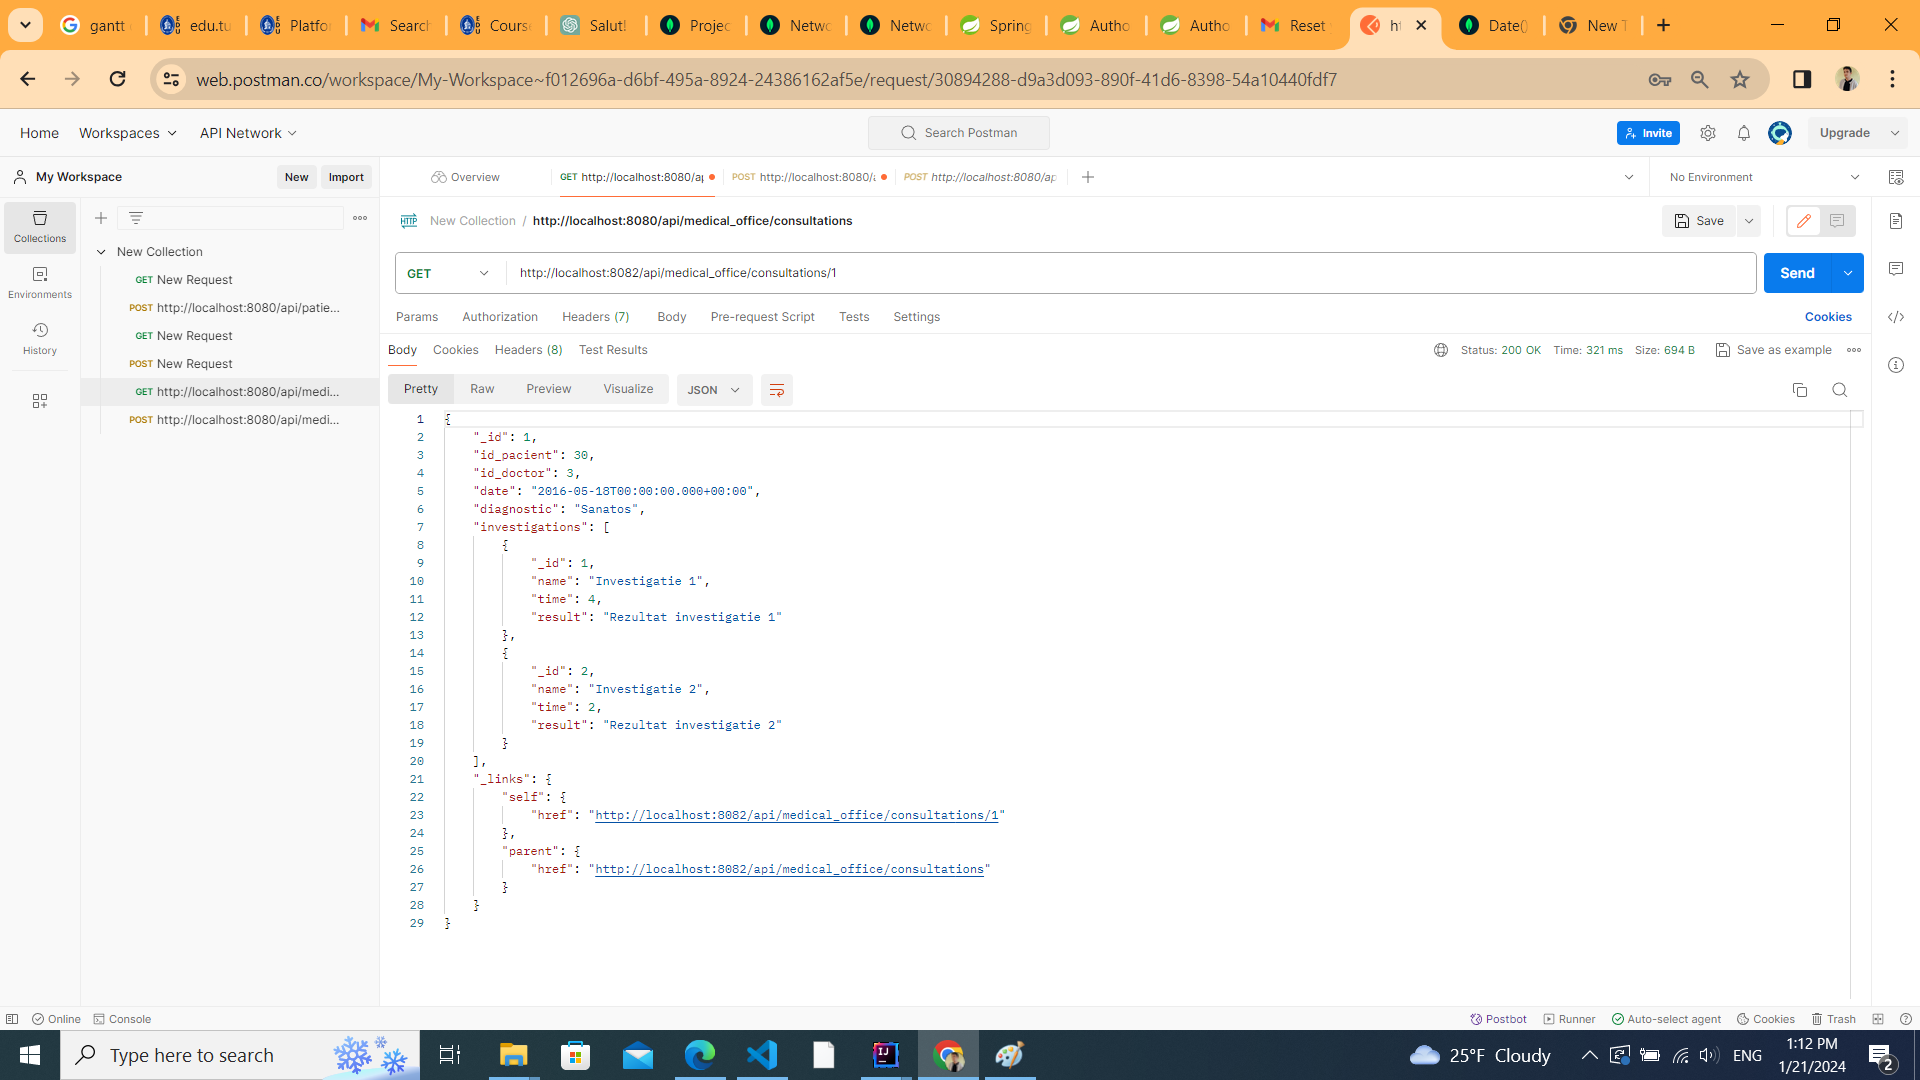 gantt
edu.tu
Platfor
Search
Cours
Salut!
Projec
Netwo
Netwo
Spring
Autho
Autho
Reset
ht
Date()
New T
web.postman.co/workspace/My-Workspace~f012696a-d6bf-495a-8924-24386162af5e/request/30894288-d9a3d093-890f-41d6-8398-54a10440fdf7
Home Workspaces API Network Search Postman Invite Upgrade
My Workspace New Import
Overview GET http://localhost:8080/ap POST http://localhost:8080/a POST http://localhost:8080/ap No Environment
Collections
Environments
History
New Collection
GET New Request
POST http://localhost:8080/api/patie...
GET New Request
POST New Request
GET http://localhost:8080/api/medi...
POST http://localhost:8080/api/medi...
HTTP New Collection / http://localhost:8080/api/medical_office/consultations Save
GET http://localhost:8082/api/medical_office/consultations/1 Send
Params Authorization Headers (7) Body Pre-request Script Tests Settings Cookies
Body Cookies Headers (8) Test Results Status: 200 OK Time: 321 ms Size: 694 B Save as example
Pretty Raw Preview Visualize JSON
1 {
2 "_id": 1,
3 "id_pacient": 30,
4 "id_doctor": 3,
5 "date": "2016-05-18T00:00:00.000+00:00",
6 "diagnostic": "Sanatos",
7 "investigations": [
8 {
9 "_id": 1,
10 "name": "Investigatie 1",
11 "time": 4,
12 "result": "Rezultat investigatie 1"
13 },
14 {
15 "_id": 2,
16 "name": "Investigatie 2",
17 "time": 2,
18 "result": "Rezultat investigatie 2"
19 }
20 ],
21 "_links": {
22 "self": {
23 "href": "http://localhost:8082/api/medical_office/consultations/1"
24 },
25 "parent": {
26 "href": "http://localhost:8082/api/medical_office/consultations"
27 }
28 }
29 }
Online Console Postbot Runner Auto-select agent Cookies Trash
Type here to search 25°F Cloudy ENG
1:12 PM
1/21/2024
2